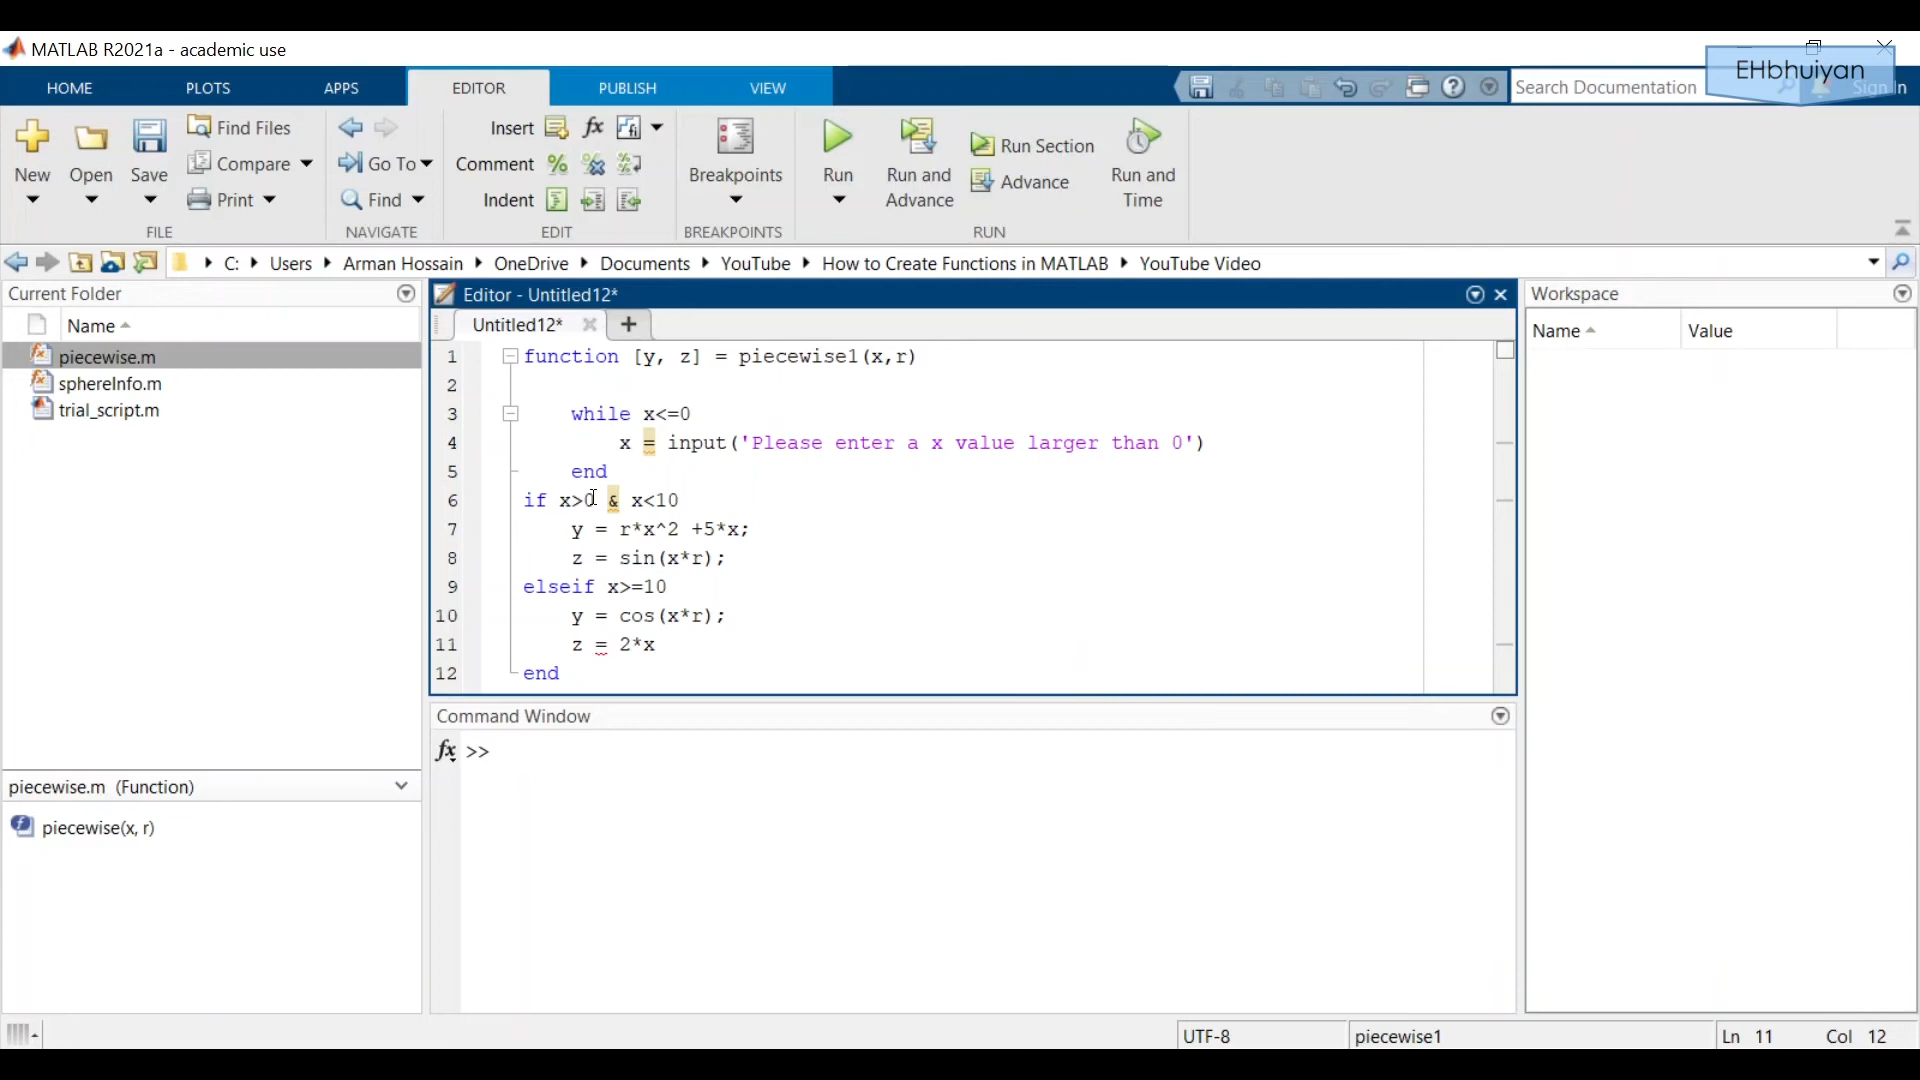 MATLAB R2021a - academic use
EHbhuiyan
HOME PLOTS APPS EDITOR PUBLISH VIEW
Search Documentation
Sign In
New
Open
Save
Find Files
Compare
Print
FILE
Go To
Find
NAVIGATE
Insert fx
Comment
Indent
EDIT
Breakpoints
BREAKPOINTS
Run
Run and
Advance
Run Section
Advance
Run and
Time
RUN
C: Users Arman Hossain OneDrive Documents YouTube How to Create Functions in MATLAB YouTube Video
Current Folder
Name
piecewise.m
sphereInfo.m
trial_script.m
piecewise.m (Function)
piecewise(x, r)
Editor - Untitled12*
Untitled12* +
1 function [y, z] = piecewise1(x,r)
2
3 while x<=0
4 x = input('Please enter a x value larger than 0')
5 end
6 if x>0 & x<10
7 y = r*x^2 +5*x;
8 z = sin(x*r);
9 elseif x>=10
10 y = cos(x*r);
11 z = 2*x
12 end
Command Window
fx >>
Workspace
Name Value
UTF-8 piecewise1 Ln 11 Col 12